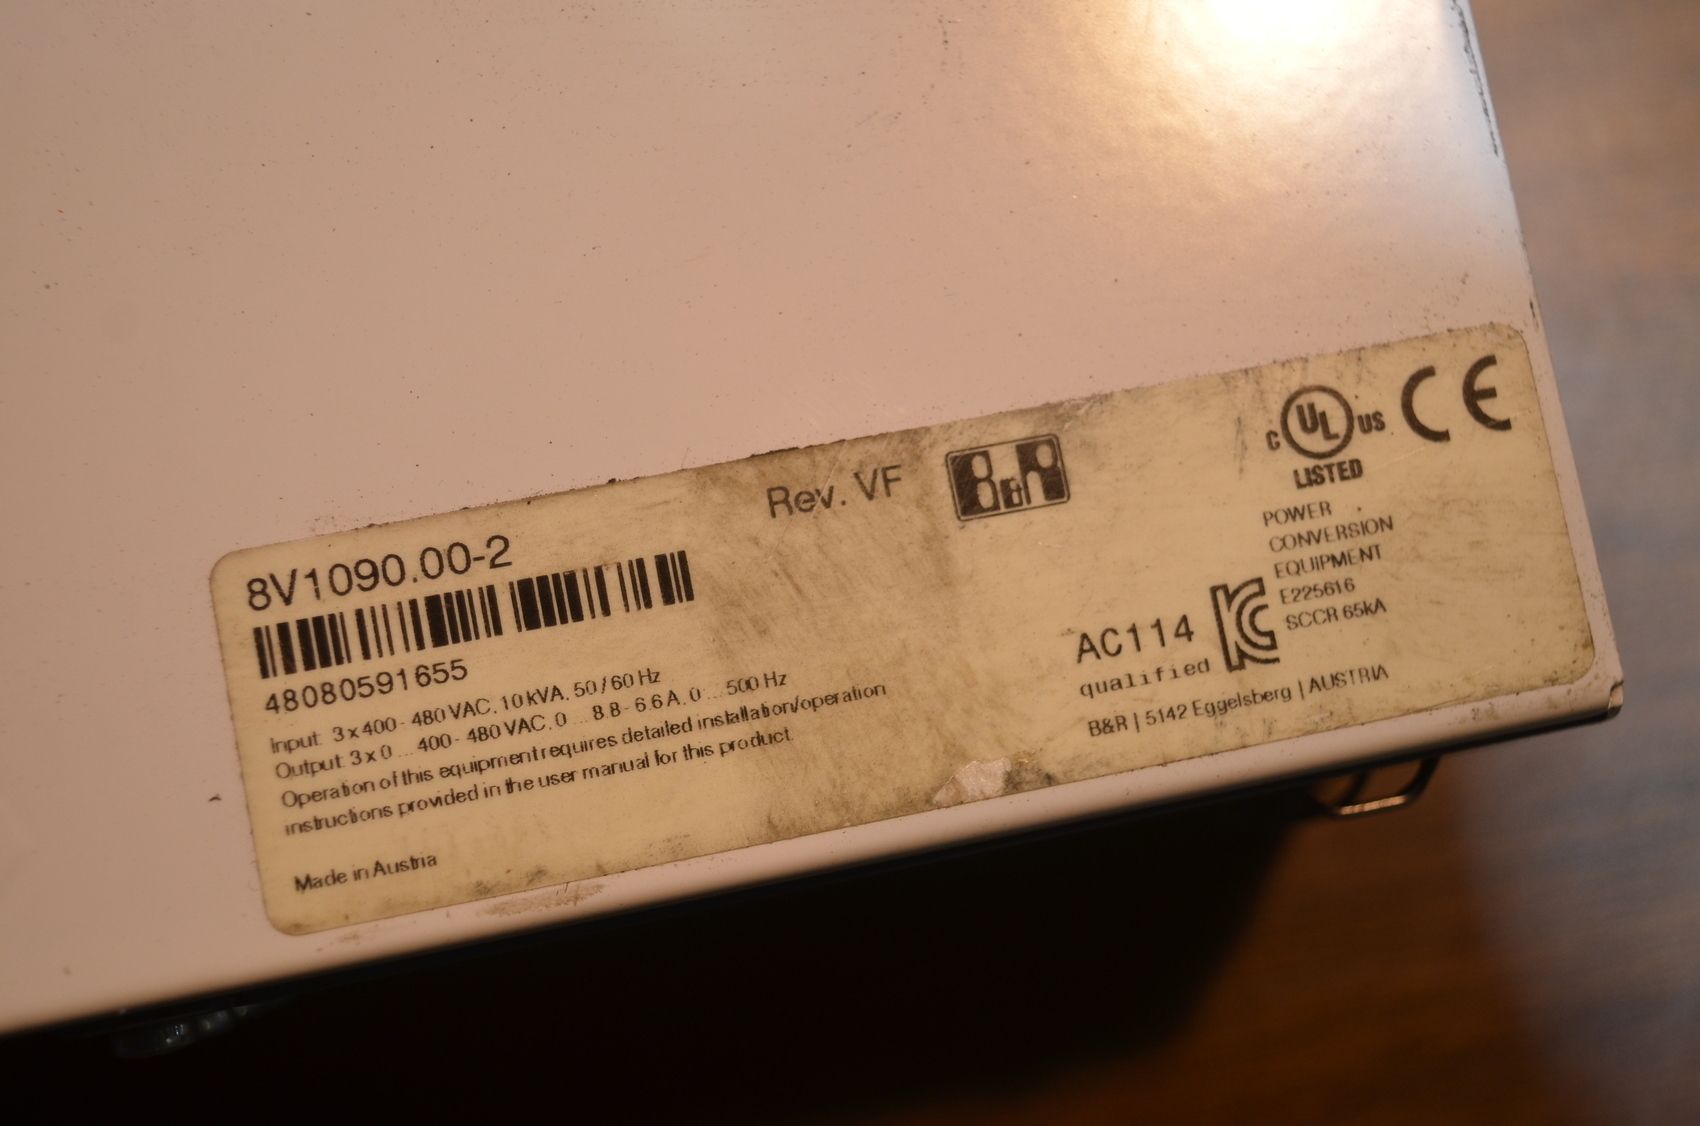 8V1090.00-2
Rev. VF
B&R
48080591655
Input: 3 x 400 - 480 VAC, 10 kVA, 50 / 60 Hz
Output: 3 x 0 ... 400 - 480 VAC, 0 ... 8.8 - 6.6 A, 0 ... 500 Hz
Operation of this equipment requires detailed installation/operation
instructions provided in the user manual for this product.
Made in Austria
C UL US
LISTED
CE
POWER
CONVERSION
EQUIPMENT
E225616
SCCR 65kA
AC114
qualified
KC
B&R | 5142 Eggelsberg | AUSTRIA